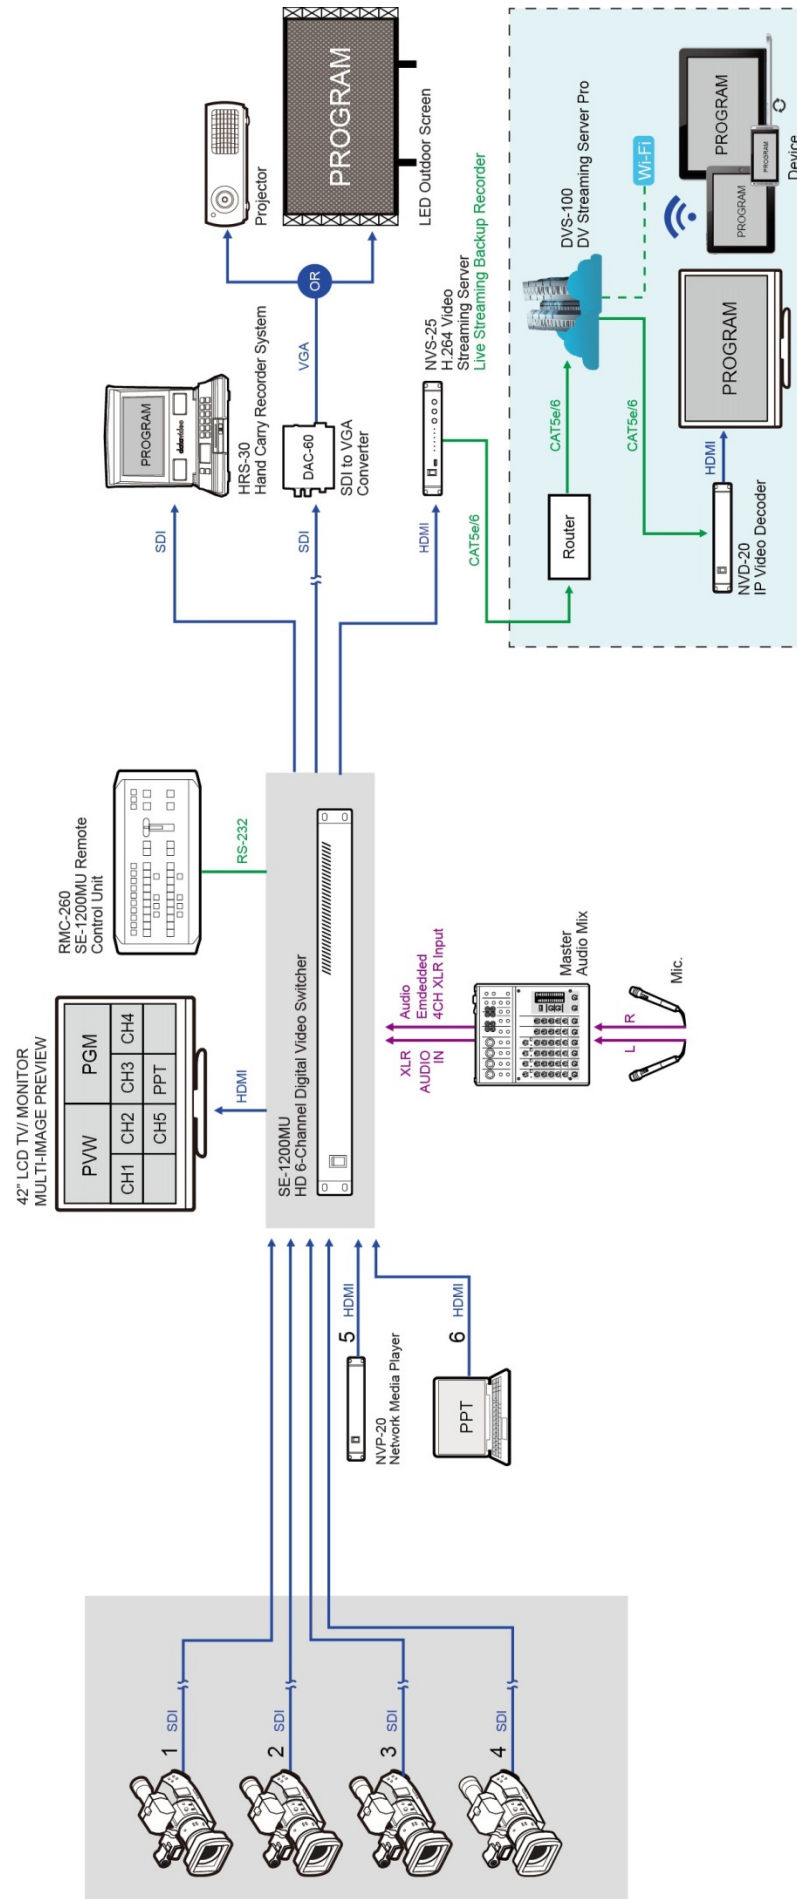 1
SDI
2
SDI
3
SDI
4
SDI
5
HDMI
NVP-20
Network Media Player
6
HDMI
PPT
42" LCD TV/ MONITOR
MULTI-IMAGE PREVIEW
PVW
PGM
CH1
CH2
CH3
CH4
CH5
PPT
HDMI
RMC-260
SE-1200MU Remote
Control Unit
RS-232
SE-1200MU
HD 6-Channel Digital Video Switcher
XLR
AUDIO
IN
Audio
Emdedded
4CH XLR Input
Master
Audio Mix
L
R
Mic.
SDI
PROGRAM
datavideo
HRS-30
Hand Carry Recorder System
SDI
DAC-60
SDI to VGA
Converter
VGA
OR
Projector
PROGRAM
LED Outdoor Screen
HDMI
NVS-25
H.264 Video
Streaming Server
Live Streaming Backup Recorder
CAT5e/6
Router
CAT5e/6
DVS-100
DV Streaming Server Pro
Wi-Fi
CAT5e/6
NVD-20
IP Video Decoder
HDMI
PROGRAM
PROGRAM
PROGRAM
PROGRAM
Device